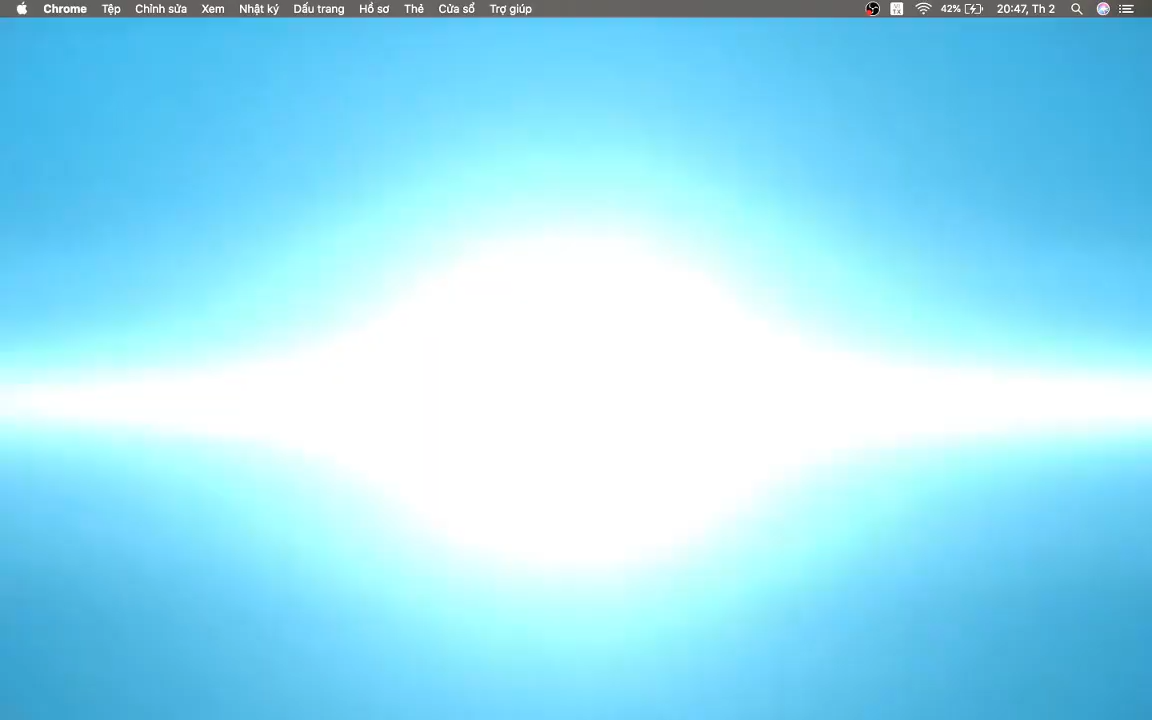 Chrome Tệp Chỉnh sửa Xem Nhật ký Dấu trang Hồ sơ Thẻ Cửa sổ Trợ giúp 42% 20:47, Th 2